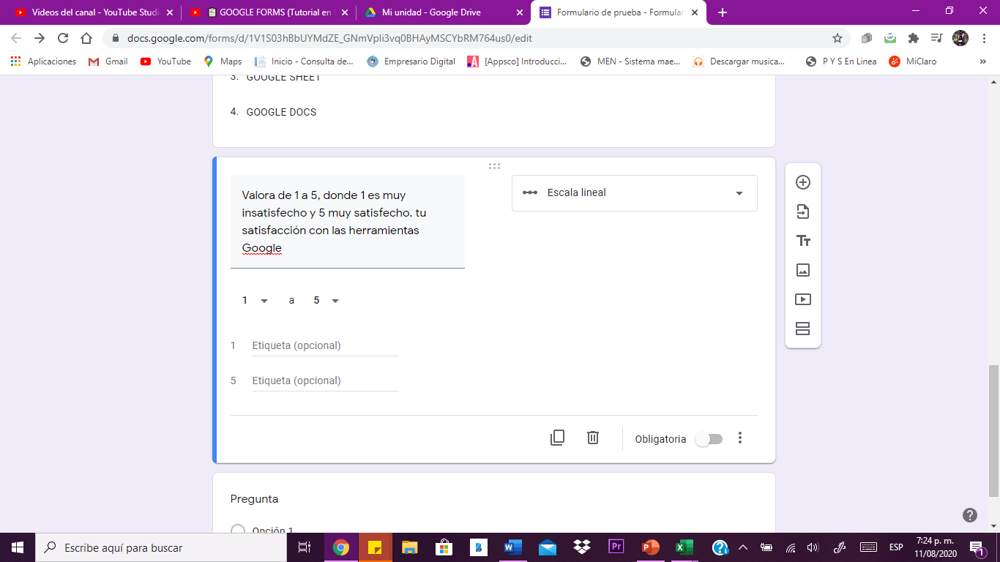 Videos del canal - YouTube Studi
GOOGLE FORMS (Tutorial en
Mi unidad - Google Drive
Formulario de prueba - Formular
docs.google.com/forms/d/1V1S03hBbUYMdZE_GNmVpIi3vq0BHAyMSCYbRM764us0/edit
Aplicaciones
Gmail
YouTube
Maps
Inicio - Consulta de...
Empresario Digital
[Appsco] Introducci...
MEN - Sistema mae...
Descargar musica...
P Y S En Linea
MiClaro
»
3. GOOGLE SHEET
4. GOOGLE DOCS
Valora de 1 a 5, donde 1 es muy
insatisfecho y 5 muy satisfecho. tu
satisfacción con las herramientas
Google
Escala lineal
1 a 5
1 Etiqueta (opcional)
5 Etiqueta (opcional)
Obligatoria
Pregunta
Opción 1
Escribe aquí para buscar
Pr
ESP
7:24 p. m.
11/08/2020
1